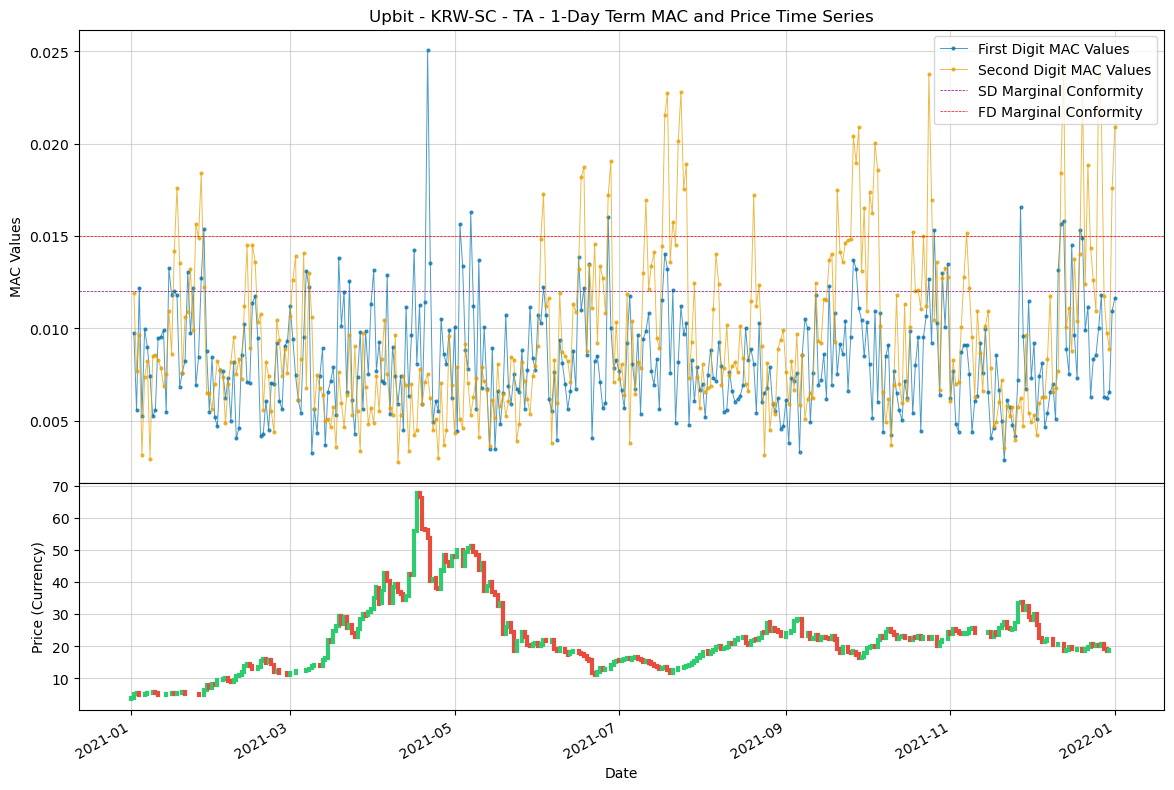 Upbit - KRW-SC - TA - 1-Day Term MAC and Price Time Series
First Digit MAC Values
Second Digit MAC Values
SD Marginal Conformity
FD Marginal Conformity
MAC Values
0.025
0.020
0.015
0.010
0.005
Price (Currency)
70
60
50
40
30
20
10
2021-01
2021-03
2021-05
2021-07
2021-09
2021-11
2022-01
Date